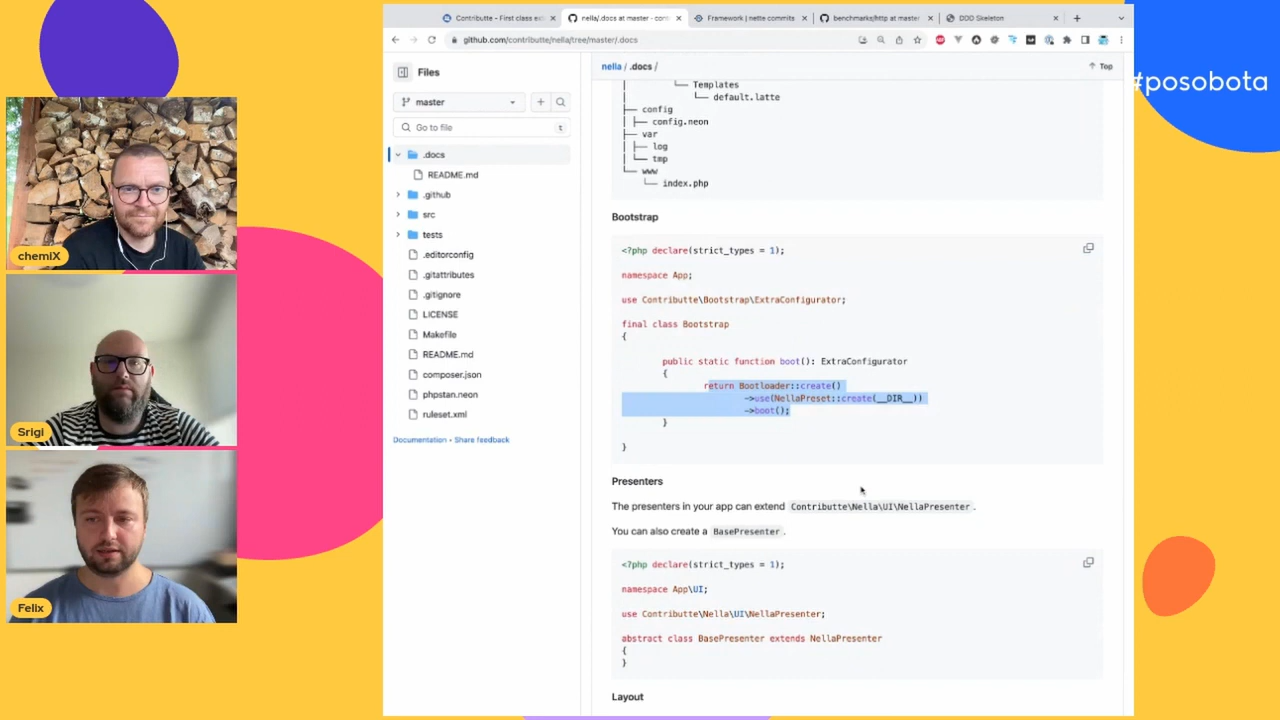 Contributte - First class ex
nella/.docs at master · cont
Framework | nette commits
benchmarks/http at master
DDD Skeleton
github.com/contributte/nella/tree/master/.docs
#posobota
Files
master
Go to file
t
.docs
README.md
.github
src
tests
.editorconfig
.gitattributes
.gitignore
LICENSE
Makefile
README.md
composer.json
phpstan.neon
ruleset.xml
Documentation • Share feedback
nella / .docs /
Top
│ └── Templates
│ └── default.latte
├── config
│ ├── config.neon
├── var
│ ├── log
│ └── tmp
└── www
└── index.php
Bootstrap
<?php declare(strict_types = 1);
namespace App;
use Contributte\Bootstrap\ExtraConfigurator;
final class Bootstrap
{
public static function boot(): ExtraConfigurator
{
return Bootloader::create()
->use(NellaPreset::create(__DIR__))
->boot();
}
}
Presenters
The presenters in your app can extend Contributte\Nella\UI\NellaPresenter .
You can also create a BasePresenter .
<?php declare(strict_types = 1);
namespace App\UI;
use Contributte\Nella\UI\NellaPresenter;
abstract class BasePresenter extends NellaPresenter
{
}
Layout
chemiX
Srigi
Felix